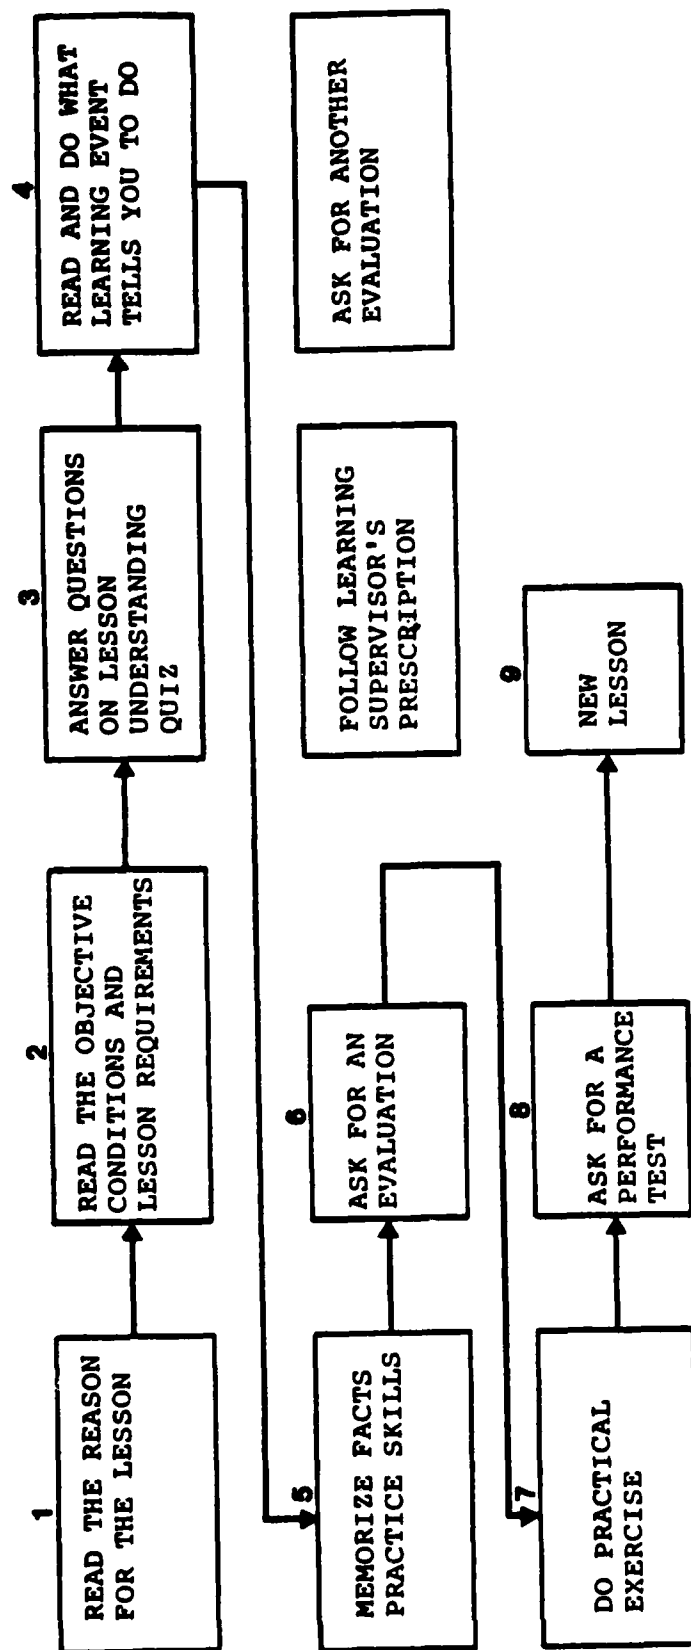 1
READ THE REASON
FOR THE LESSON
2
READ THE OBJECTIVE
CONDITIONS AND
LESSON REQUIREMENTS
3
ANSWER QUESTIONS
ON LESSON
UNDERSTANDING
QUIZ
4
READ AND DO WHAT
LEARNING EVENT
TELLS YOU TO DO
5
MEMORIZE FACTS
PRACTICE SKILLS
6
ASK FOR AN
EVALUATION
FOLLOW LEARNING
SUPERVISOR'S
PRESCRIPTION
ASK FOR ANOTHER
EVALUATION
7
DO PRACTICAL
EXERCISE
8
ASK FOR A
PERFORMANCE
TEST
9
NEW
LESSON